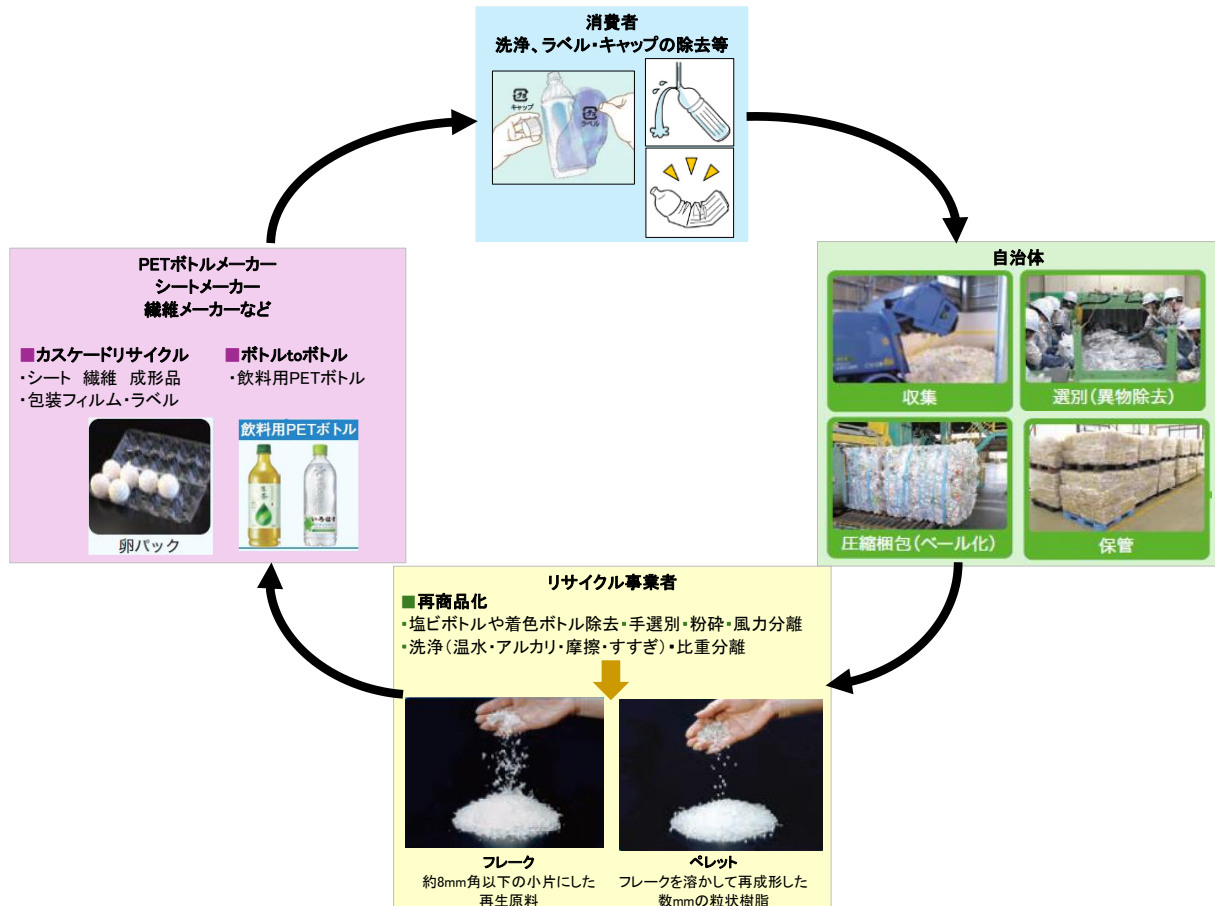 消費者
洗浄、ラベル・キャップの除去等
キャップ
ラベル
自治体
収集
選別(異物除去)
圧縮梱包(ベール化)
保管
リサイクル事業者
■再商品化
・塩ビボトルや着色ボトル除去・手選別・粉砕・風力分離
・洗浄(温水・アルカリ・摩擦・すすぎ)・比重分離
フレーク
約8mm角以下の小片にした
再生原料
ペレット
フレークを溶かして再成形した
数mmの粒状樹脂
PETボトルメーカー
シートメーカー
繊維メーカーなど
■カスケードリサイクル
・シート 繊維 成形品
・包装フィルム・ラベル
卵パック
■ボトルtoボトル
・飲料用PETボトル
飲料用PETボトル
生茶
いろはす